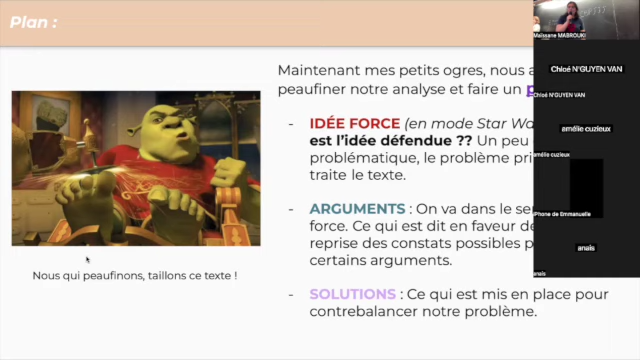 Plan :
Maintenant mes petits ogres, nous a
peaufiner notre analyse et faire un
- IDÉE FORCE (en mode Star Wa
est l'idée défendue ?? Un peu
problématique, le problème pri
traite le texte.
- ARGUMENTS : On va dans le se
force. Ce qui est dit en faveur de
reprise des constats possibles p
certains arguments.
- SOLUTIONS : Ce qui est mis en place pour
contrebalancer notre problème.
Nous qui peaufinons, taillons ce texte !
Maïssane MABROUKI
Chloé N'GUYEN VAN
Chloé N'GUYEN VAN
amélie cuzieux
amélie cuzieux
iPhone de Emmanuelle
anais
anais